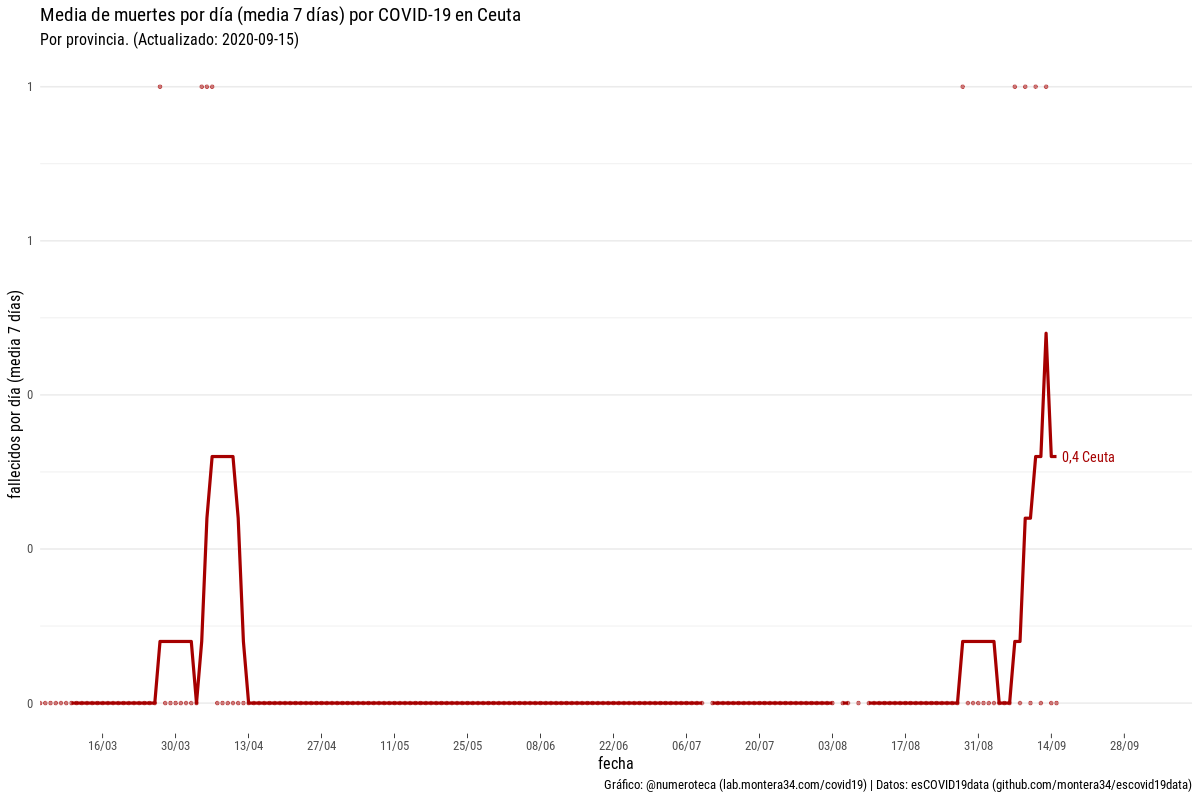 Media de muertes por día (media 7 días) por COVID-19 en Ceuta
Por provincia. (Actualizado: 2020-09-15)
1
1
0
0
0
fallecidos por día (media 7 días)
0,4 Ceuta
16/03 30/03 13/04 27/04 11/05 25/05 08/06 22/06 06/07 20/07 03/08 17/08 31/08 14/09 28/09
fecha
Gráfico: @numeroteca (lab.montera34.com/covid19) | Datos: esCOVID19data (github.com/montera34/escovid19data)